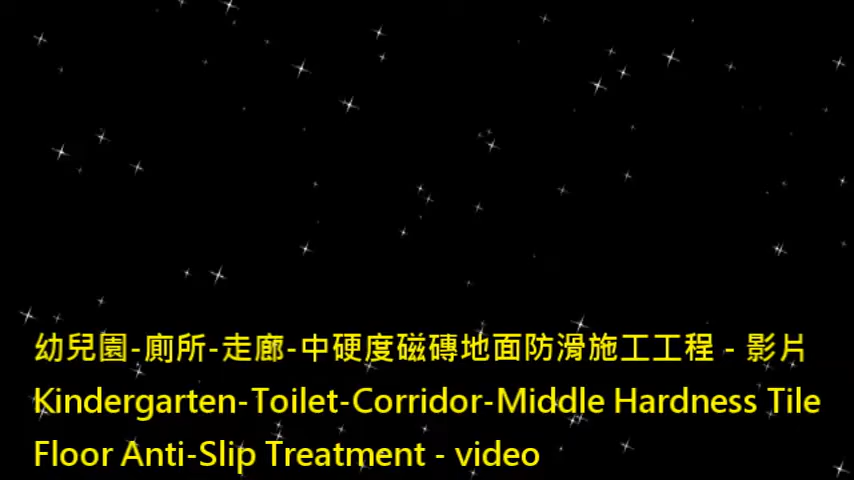 幼兒園-廁所-走廊-中硬度磁磚地面防滑施工工程 - 影片
Kindergarten-Toilet-Corridor-Middle Hardness Tile
Floor Anti-Slip Treatment - video